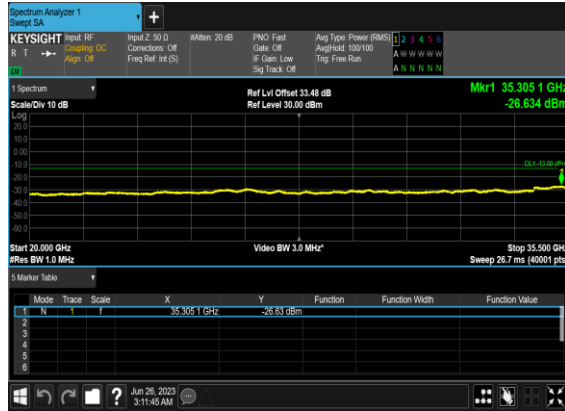 Spectrum Analyzer 1
Swept SA
+
KEYSIGHT Input: RF Input Z: 50 Ω #Atten: 20 dB PNO: Fast Avg Type: Power (RMS) 1 2 3 4 5 6
R T Coupling: DC Corrections: Off Gate: Off Avg|Hold: 100/100 A W W W W W
Align: Off Freq Ref: Int (S) IF Gain: Low Trig: Free Run
Sig Track: Off A N N N N N
1 Spectrum Ref Lvl Offset 33.48 dB Mkr1 35.305 1 GHz
Scale/Div 10 dB Ref Level 30.00 dBm -26.634 dBm
Log
20.0
10.0
0.00
-10.0 DL1 -13.00 dBm
-20.0 1
-30.0
-40.0
-50.0
-60.0
Start 20.000 GHz Video BW 3.0 MHz* Stop 35.500 GH
#Res BW 1.0 MHz Sweep 26.7 ms (40001 pts
5 Marker Table
Mode Trace Scale X Y Function Function Width Function Value
1 N 1 f 35.305 1 GHz -26.63 dBm
2
3
4
5
6
? Jun 26, 2023
3:11:45 AM